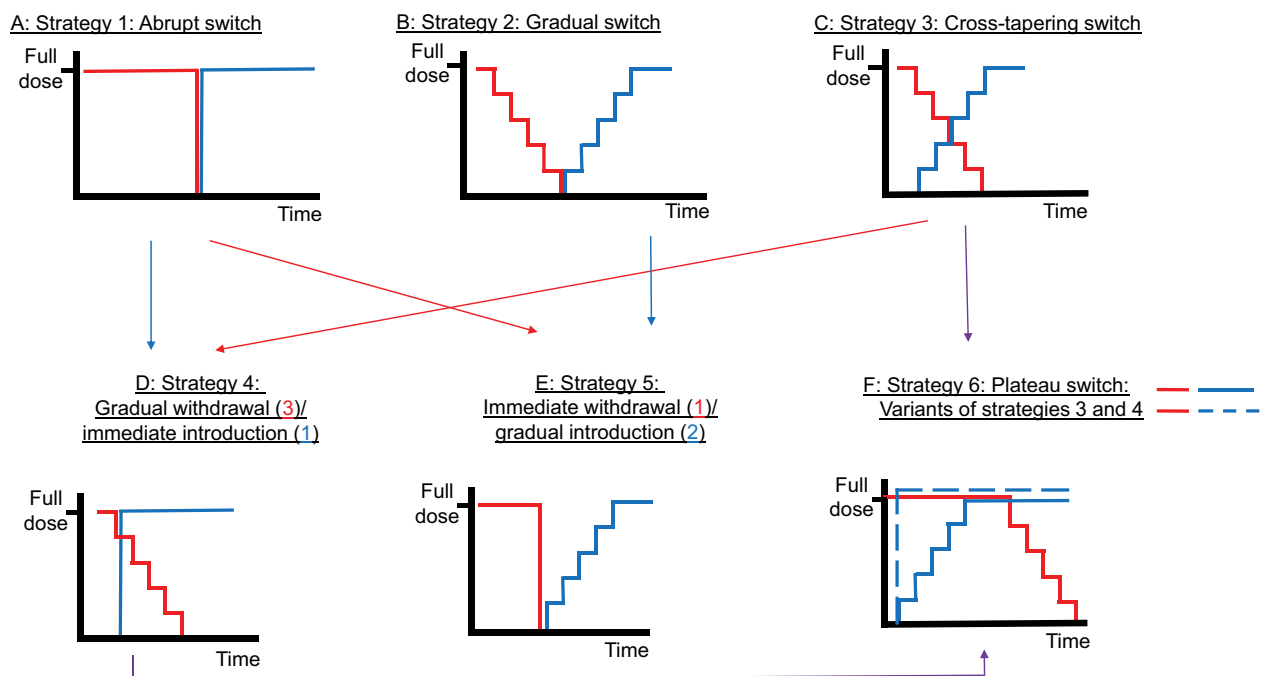 A: Strategy 1: Abrupt switch
Full
dose
Time
B: Strategy 2: Gradual switch
Full
dose
Time
C: Strategy 3: Cross-tapering switch
Full
dose
Time
D: Strategy 4:
Gradual withdrawal (3)/
immediate introduction (1)
Full
dose
Time
E: Strategy 5:
Immediate withdrawal (1)/
gradual introduction (2)
Full
dose
Time
F: Strategy 6: Plateau switch:
Variants of strategies 3 and 4
Full
dose
Time